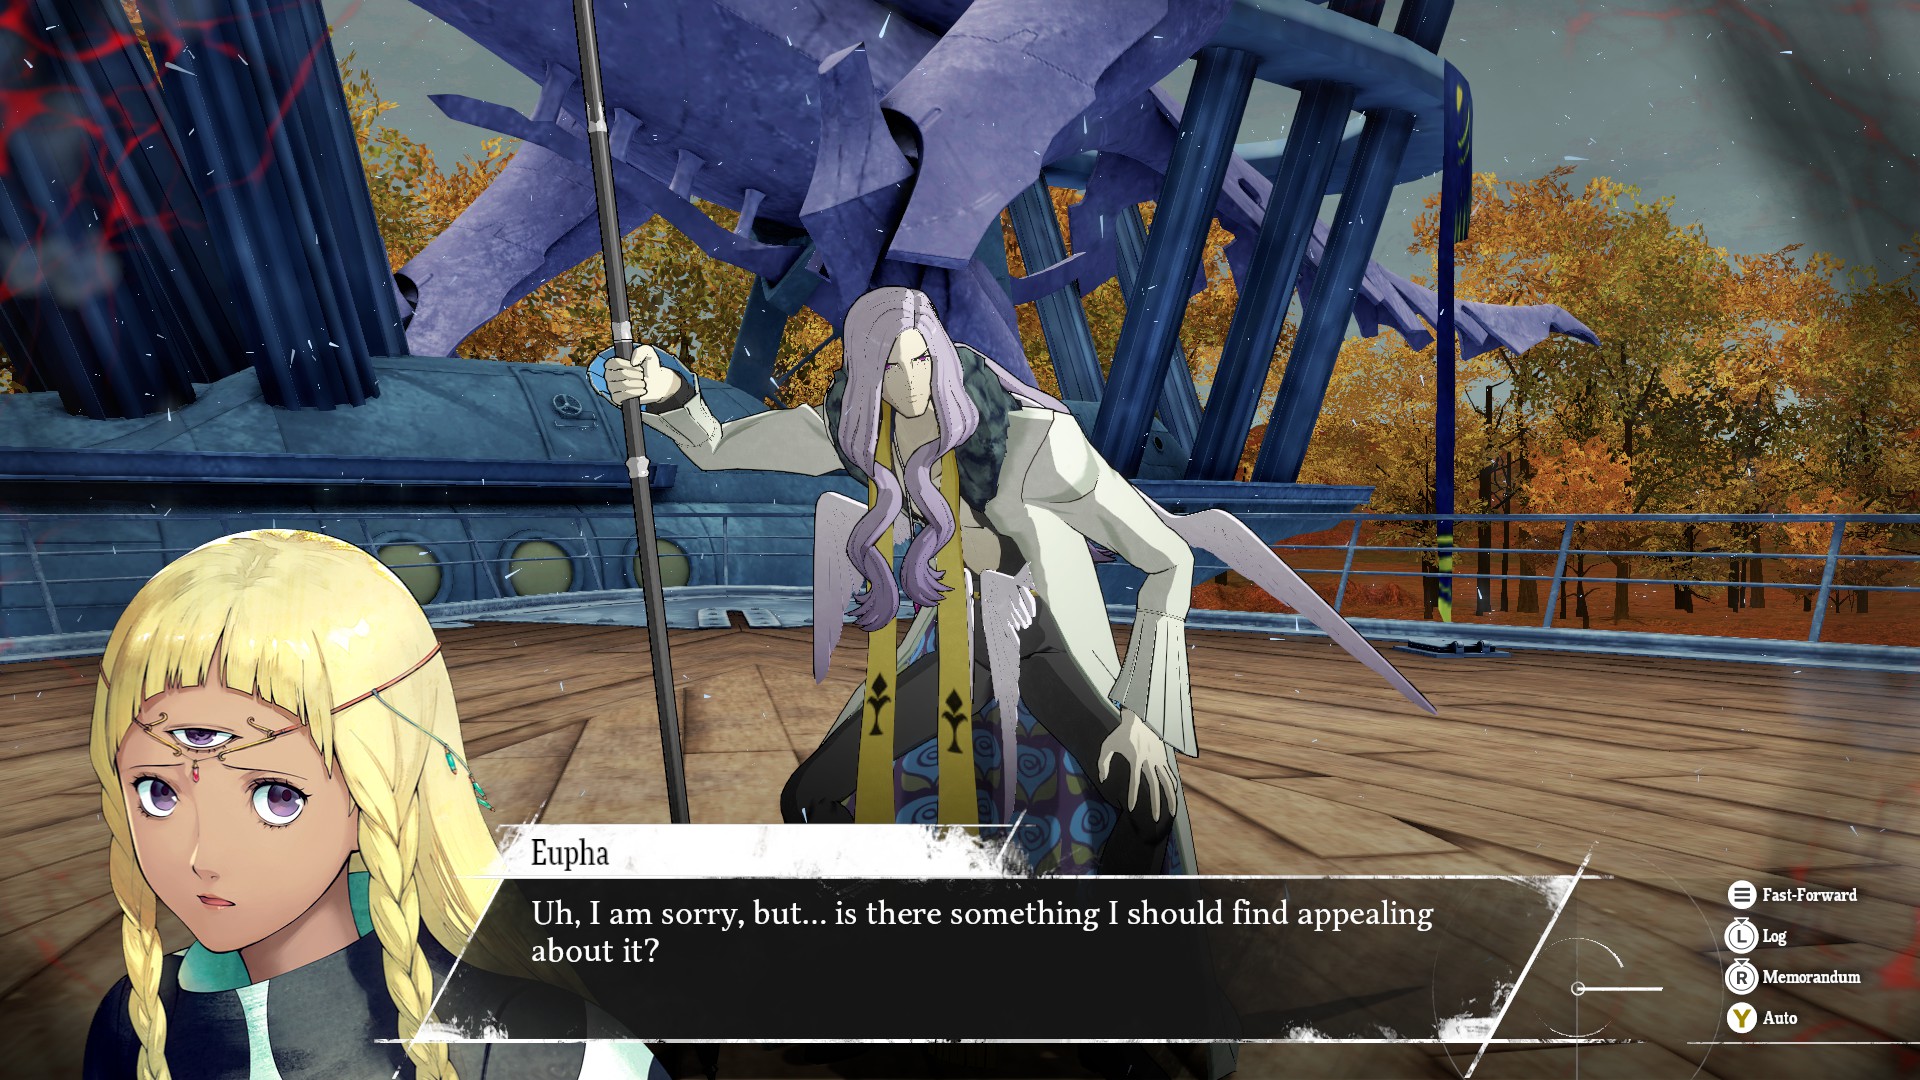 Eupha
Uh, I am sorry, but... is there something I should find appealing
about it?
Fast-Forward
L Log
R Memorandum
Y Auto